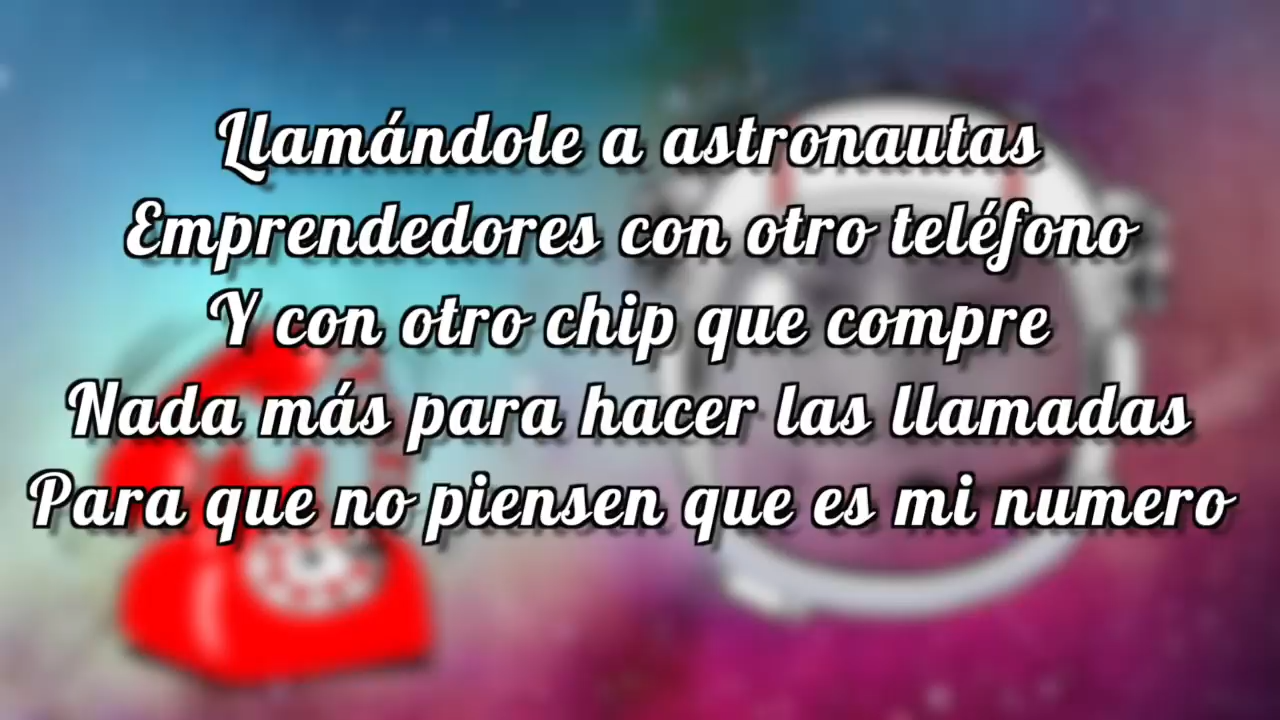 Llamándole a astronautas
Emprendedores con otro teléfono
Y con otro chip que compre
Nada más para hacer las llamadas
Para que no piensen que es mi numero